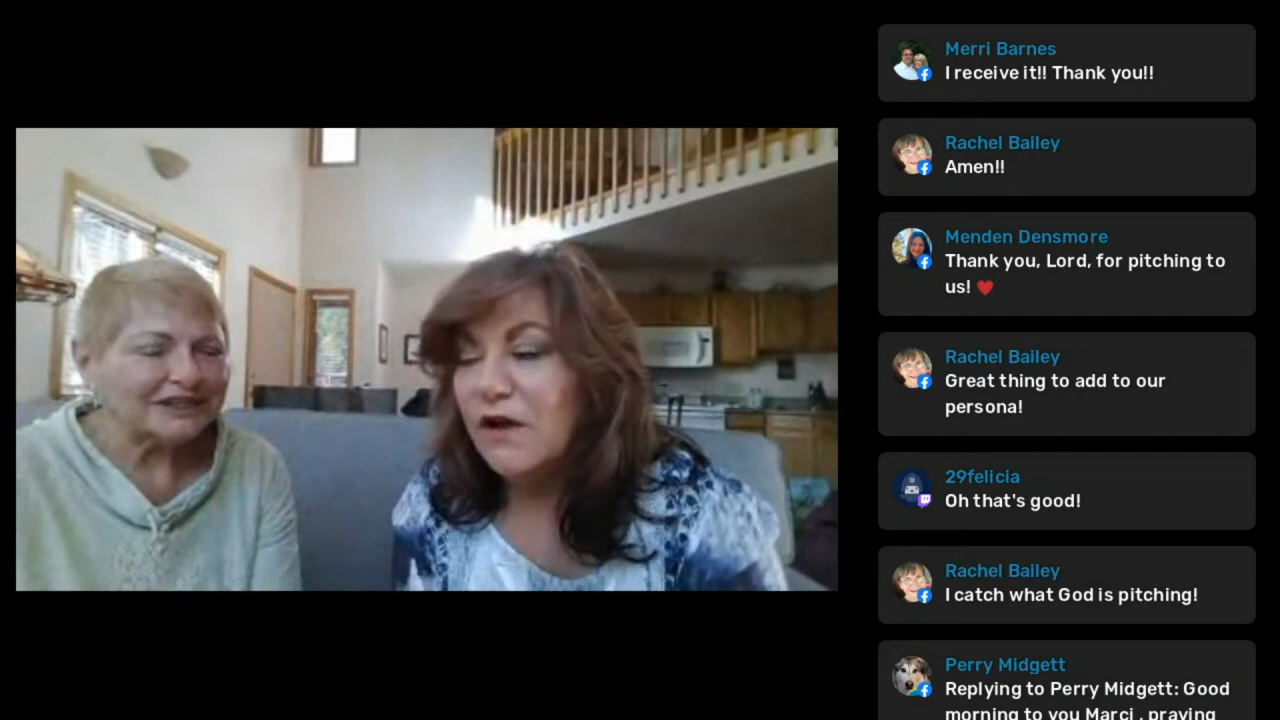 Merri Barnes
I receive it!! Thank you!!
Rachel Bailey
Amen!!
Menden Densmore
Thank you, Lord, for pitching to
us! ❤️
Rachel Bailey
Great thing to add to our
persona!
29felicia
Oh that's good!
Rachel Bailey
I catch what God is pitching!
Perry Midgett
Replying to Perry Midgett: Good
morning to you Marci , praying